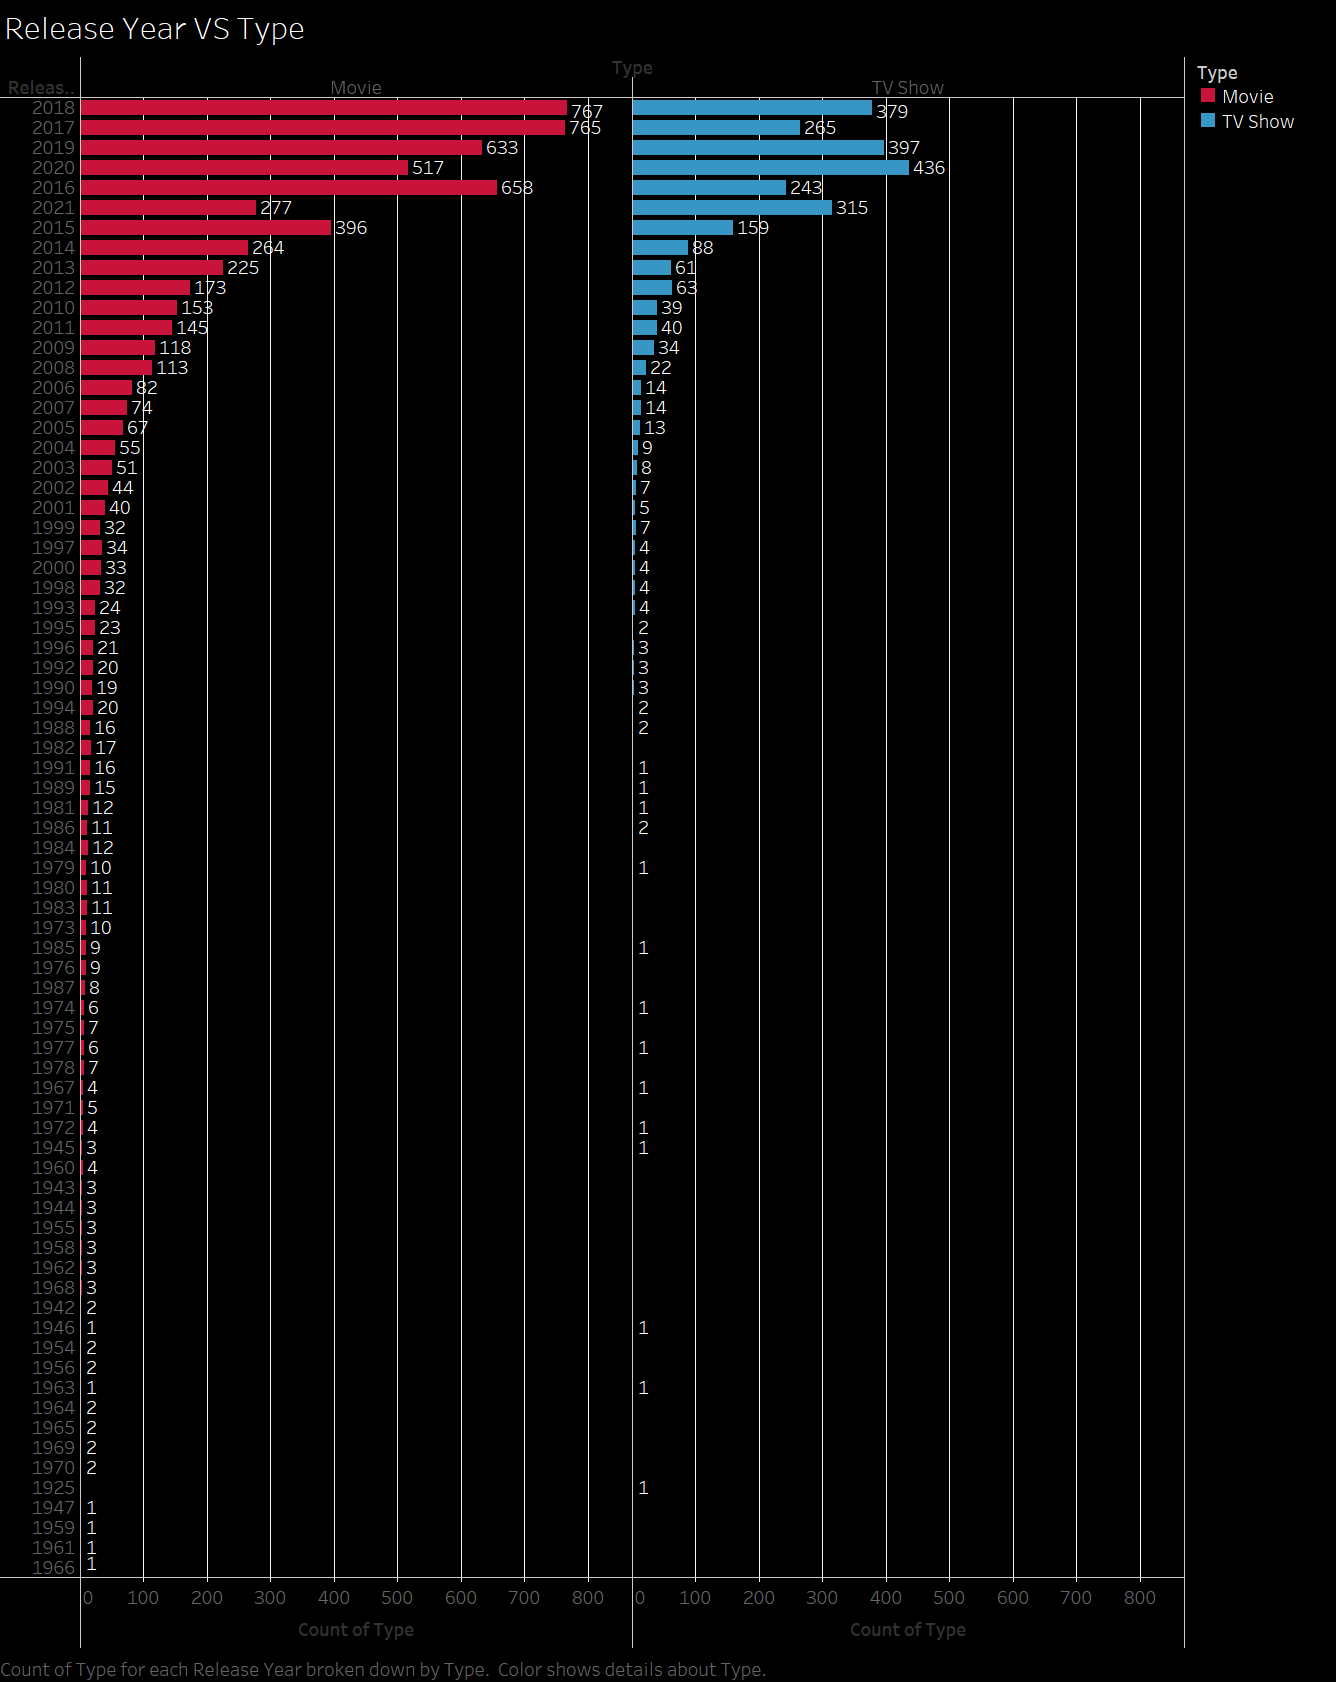 Release Year VS Type
Type
Releas.. Movie TV Show
Type
Movie
TV Show
2018 767 379
2017 765 265
2019 633 397
2020 517 436
2016 658 243
2021 277 315
2015 396 159
2014 264 88
2013 225 61
2012 173 63
2010 153 39
2011 145 40
2009 118 34
2008 113 22
2006 82 14
2007 74 14
2005 67 13
2004 55 9
2003 51 8
2002 44 7
2001 40 5
1999 32 7
1997 34 4
2000 33 4
1998 32 4
1993 24 4
1995 23 2
1996 21 3
1992 20 3
1990 19 3
1994 20 2
1988 16 2
1982 17
1991 16 1
1989 15 1
1981 12 1
1986 11 2
1984 12
1979 10 1
1980 11
1983 11
1973 10
1985 9 1
1976 9
1987 8
1974 6 1
1975 7
1977 6 1
1978 7
1967 4 1
1971 5
1972 4 1
1945 3 1
1960 4
1943 3
1944 3
1955 3
1958 3
1962 3
1968 3
1942 2
1946 1 1
1954 2
1956 2
1963 1 1
1964 2
1965 2
1969 2
1970 2
1925 1
1947 1
1959 1
1961 1
1966 1
0 100 200 300 400 500 600 700 800 0 100 200 300 400 500 600 700 800
Count of Type Count of Type
Count of Type for each Release Year broken down by Type. Color shows details about Type.